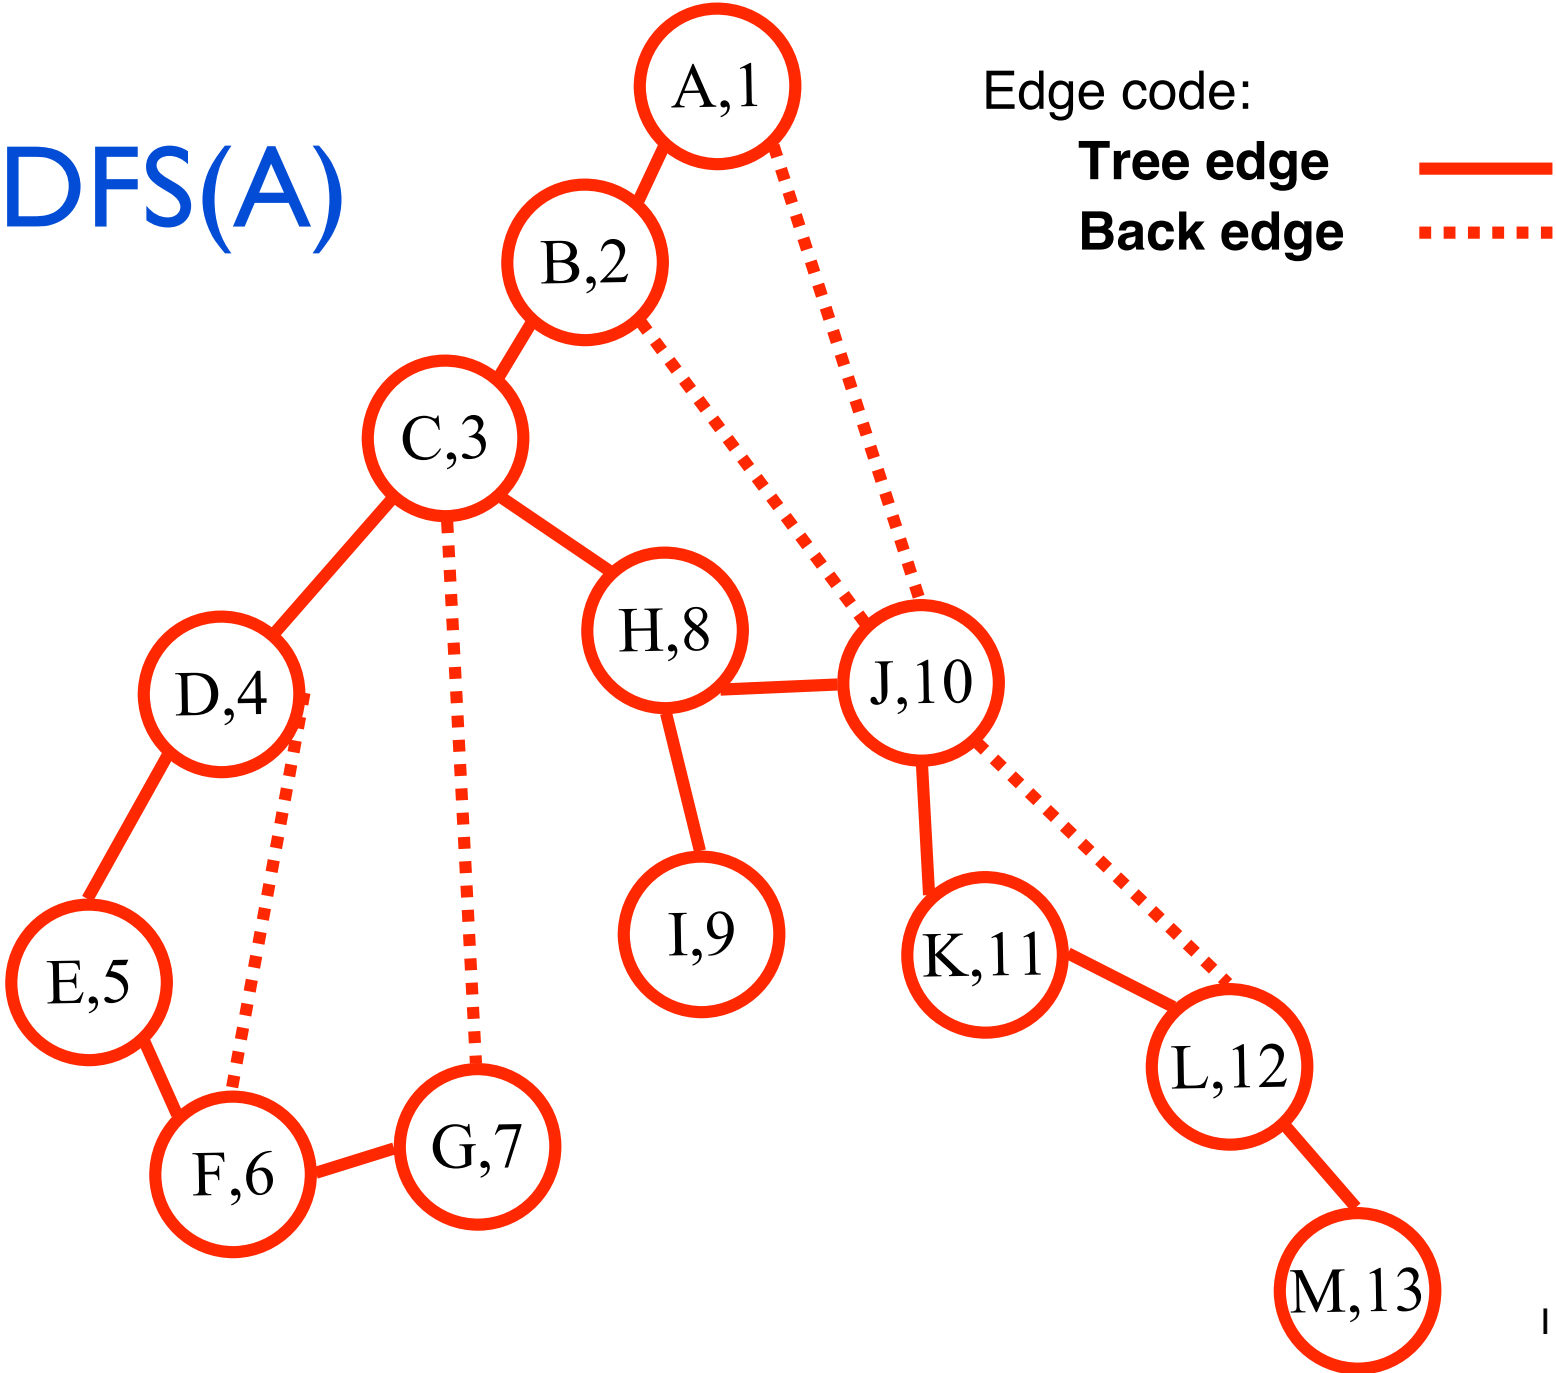 A,1
Edge code:
DFS(A)
Tree edge
Back edge
B,2
C,3
H,8
J,10
D,4
I,9
K,11
E,5
L,12
G,7
F,6
M,13
1